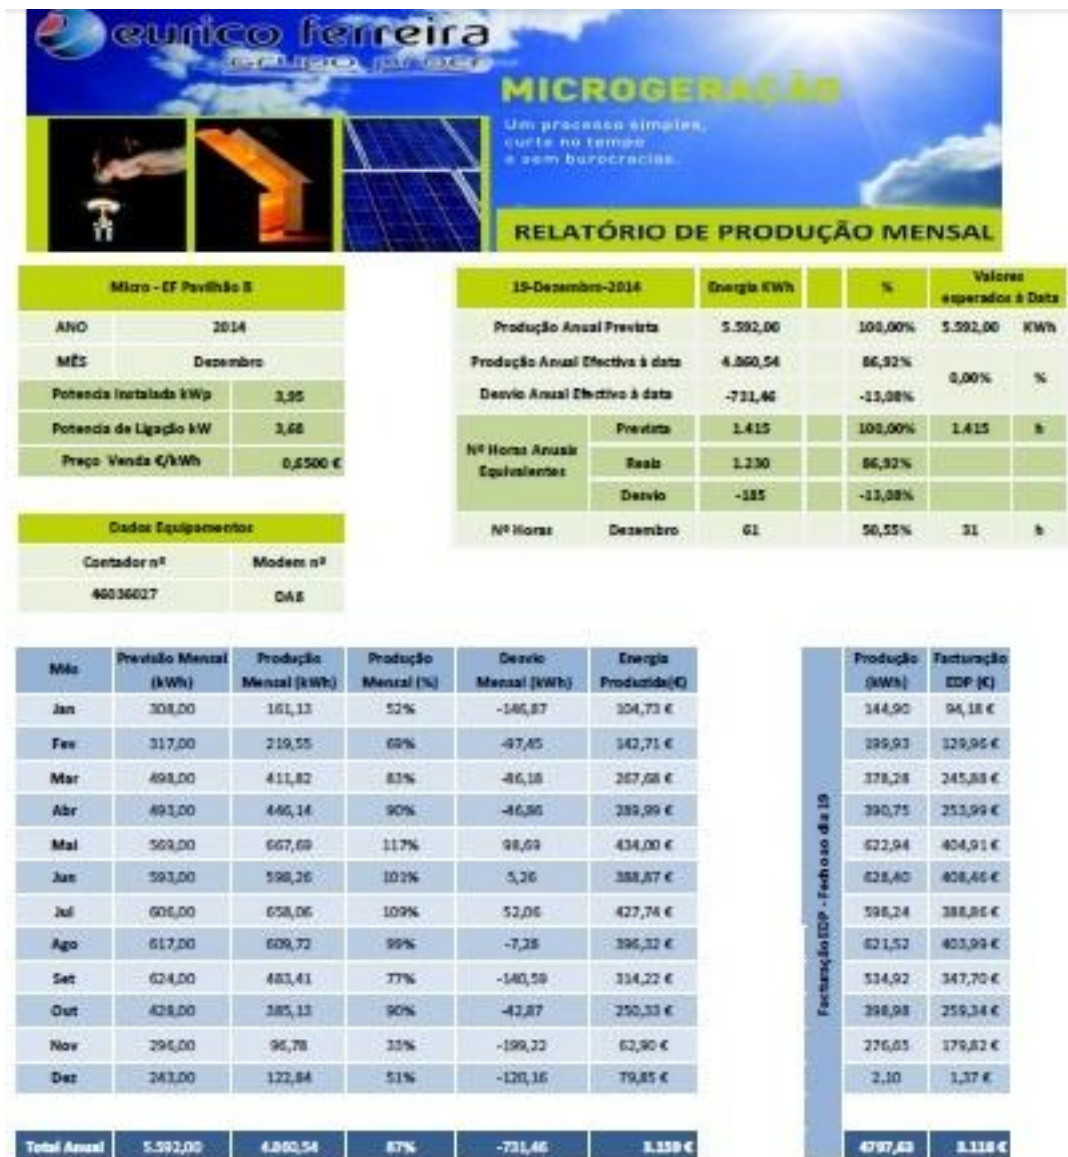 eurico ferreira
MICROGERAÇÃO
Um processo simples,
curto no tempo
e sem burocracias.
RELATÓRIO DE PRODUÇÃO MENSAL
Micro - EF Pavilhão B
ANO 2014
MÊS Dezembro
Potencia Instalada kWp 3,95
Potencia de Ligação kW 3,68
Preço Venda €/kWh 0,6500 €
Dados Equipamentos
Contador nº Modem nº
46036027
19-Dezembro-2014 Energia KWh % Valores esperados à Data
Produção Anual Prevista 5.592,00 100,00% 5.592,00 KWh
Produção Anual Efectiva à data 4.860,54 86,92%
0,00% %
Desvio Anual Efectivo à data -731,46 -13,08%
Nº Horas Anuais Equivalentes
Prevista 1.415 100,00% 1.415 h
Reais 1.230 86,92%
Desvio -185 -13,08%
Nº Horas Dezembro 61 50,55% 31 h
Mês Previsão Mensal (kWh) Produção Mensal (kWh) Produção Mensal (%) Desvio Mensal (kWh) Energia Produzida(€)
Jan 308,00 161,13 52% -146,87 104,73 €
Fev 317,00 219,55 69% -97,45 142,71 €
Mar 498,00 411,82 83% -86,18 267,68 €
Abr 493,00 446,14 90% -46,86 289,99 €
Mai 569,00 667,69 117% 98,69 434,00 €
Jun 593,00 598,26 101% 5,26 388,87 €
Jul 606,00 658,06 109% 52,06 427,74 €
Ago 617,00 609,72 99% -7,28 396,32 €
Set 624,00 483,41 77% -140,59 314,22 €
Out 428,00 385,13 90% -42,87 250,33 €
Nov 296,00 96,78 33% -199,22 62,90 €
Dez 243,00 122,84 51% -120,16 79,85 €
Total Anual 5.592,00 4.860,54 87% -731,46 3.159 €
Facturação EDP - Fecho ao dia 19
Produção (kWh) Facturação EDP (€)
144,90 94,18 €
199,93 129,96 €
378,28 245,88 €
390,75 253,99 €
622,94 404,91 €
628,40 408,46 €
598,24 388,86 €
621,52 403,99 €
534,92 347,70 €
398,98 259,34 €
276,65 179,82 €
2,10 1,37 €
4797,63 3.118 €